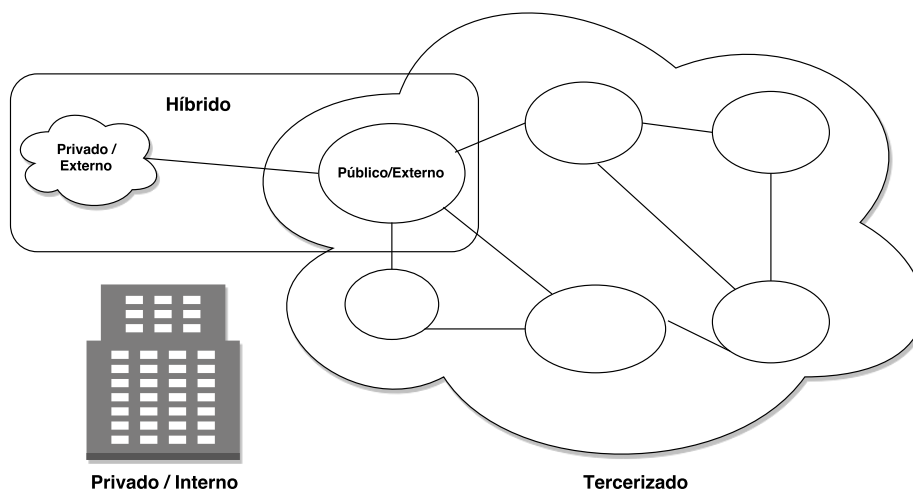 Híbrido
Privado /
Externo
Público/Externo
Privado / Interno
Tercerizado